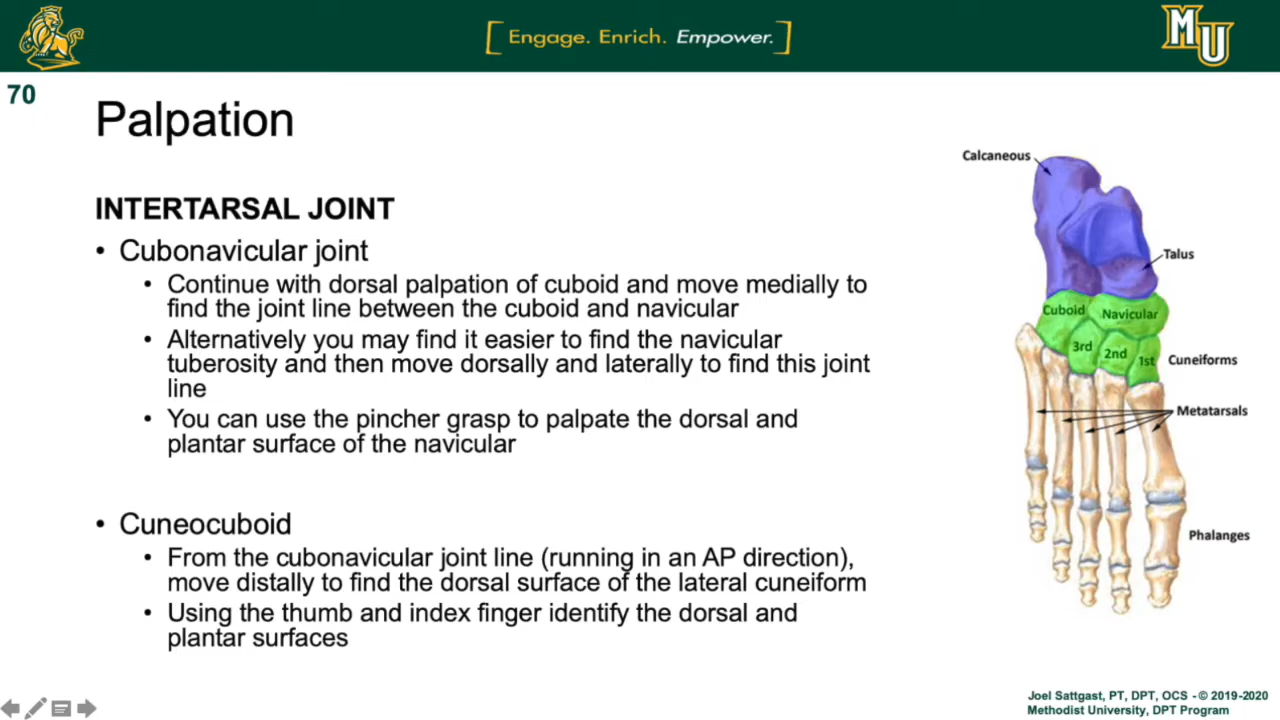 [Engage. Enrich. Empower.]
MU
70
Palpation
INTERTARSAL JOINT
• Cubonavicular joint
• Continue with dorsal palpation of cuboid and move medially to
find the joint line between the cuboid and navicular
• Alternatively you may find it easier to find the navicular
tuberosity and then move dorsally and laterally to find this joint
line
• You can use the pincher grasp to palpate the dorsal and
plantar surface of the navicular
• Cuneocuboid
• From the cubonavicular joint line (running in an AP direction),
move distally to find the dorsal surface of the lateral cuneiform
• Using the thumb and index finger identify the dorsal and
plantar surfaces
Calcaneous
Talus
Cuboid
Navicular
3rd
2nd
1st
Cuneiforms
Metatarsals
Phalanges
Joel Sattgast, PT, DPT, OCS - © 2019-2020
Methodist University, DPT Program